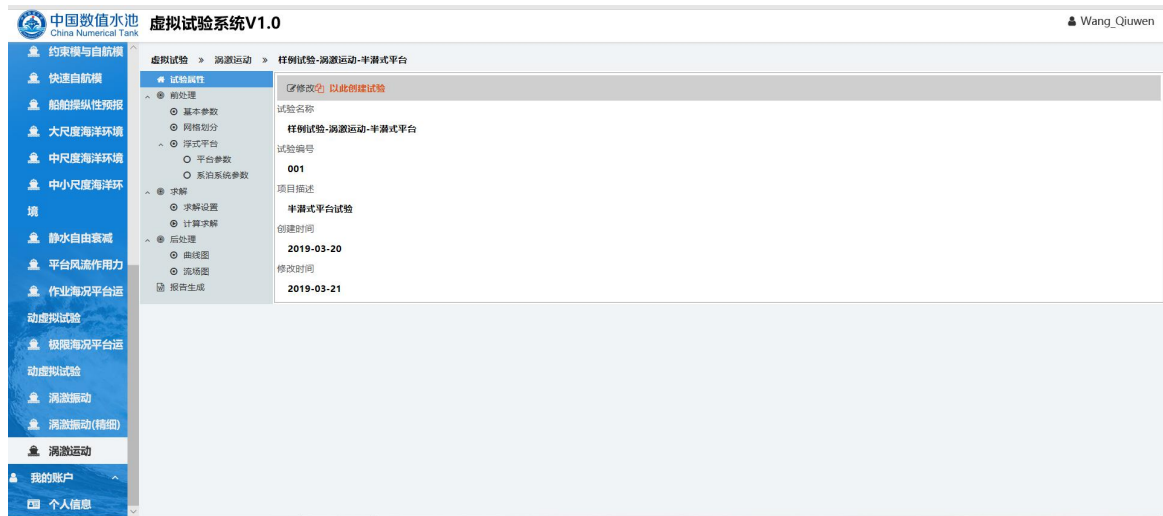 中国数值水池
China Numerical Tank
虚拟试验系统V1.0
Wang_Qiuwen
约束模与自航模
快速自航模
船舶操纵性预报
大尺度海洋环境
中尺度海洋环境
中小尺度海洋环
境
静水自由衰减
平台风流作用力
作业海况平台运
动虚拟试验
极限海况平台运
动虚拟试验
涡激振动
涡激振动(精细)
涡激运动
我的账户
个人信息
虚拟试验 » 涡激运动 » 样例试验-涡激运动-半潜式平台
试验属性
前处理
基本参数
网格划分
浮式平台
平台参数
系泊系统参数
求解
求解设置
计算求解
后处理
曲线图
流场图
报告生成
修改 以此创建试验
试验名称
样例试验-涡激运动-半潜式平台
试验编号
001
项目描述
半潜式平台试验
创建时间
2019-03-20
修改时间
2019-03-21